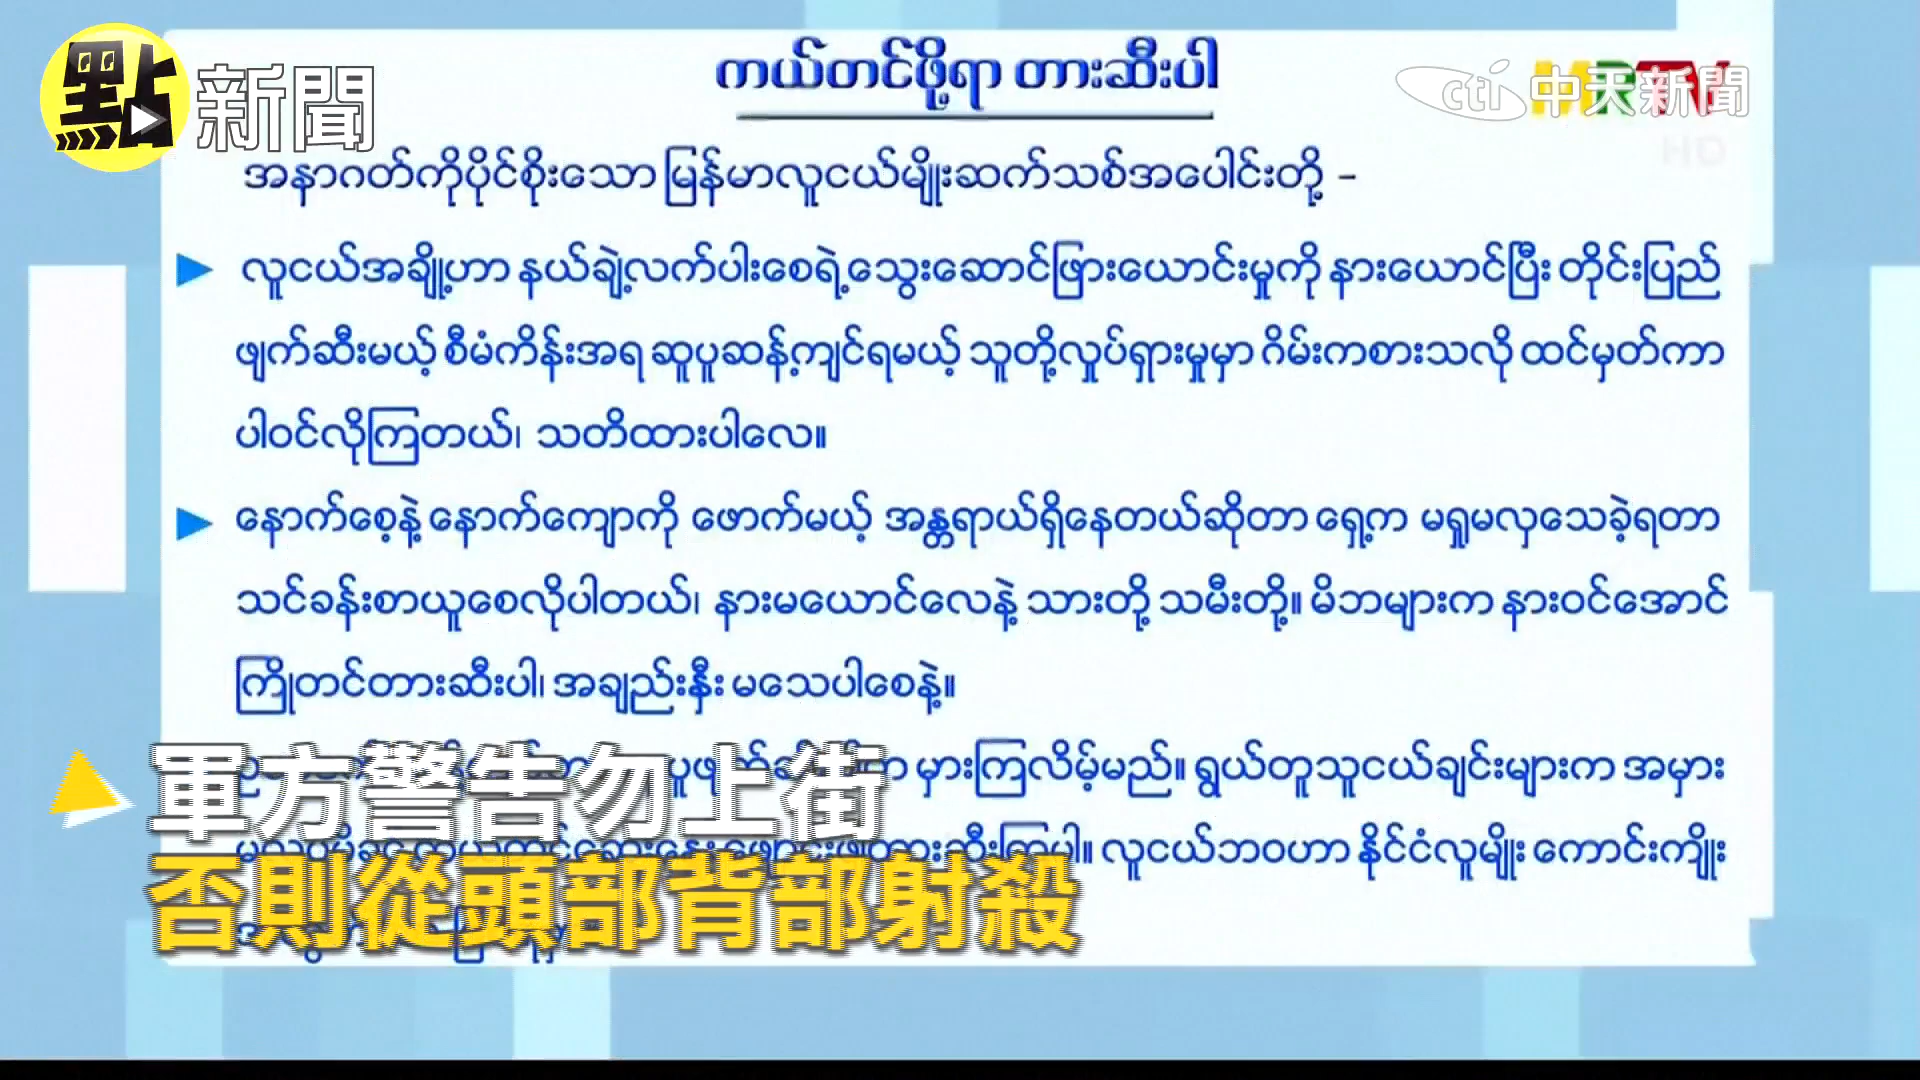 點新聞
cti 中天新聞
MRTV
HD
ကယ်တင်ဖို့ရာ တားဆီးပါ
အနာဂတ်ကိုပိုင်စိုးသော မြန်မာလူငယ်မျိုးဆက်သစ်အပေါင်းတို့ -
လူငယ်အချို့ဟာ နယ်ချဲ့လက်ပါးစေရဲ့သွေးဆောင်ဖြားယောင်းမှုကို နားယောင်ပြီး တိုင်းပြည်
ဖျက်ဆီးမယ့် စီမံကိန်းအရ ဆူပူဆန့်ကျင်ရမယ့် သူတို့လှုပ်ရှားမှုမှာ ဂိမ်းကစားသလို ထင်မှတ်ကာ
ပါဝင်လိုကြတယ်၊ သတိထားပါလေ။
နောက်စေ့နဲ့ နောက်ကျောကို ဖောက်မယ့် အန္တရာယ်ရှိနေတယ်ဆိုတာ ရှေ့က မရှုမလှသေခဲ့ရတာ
သင်ခန်းစာယူစေလိုပါတယ်၊ နားမယောင်လေနဲ့ သားတို့ သမီးတို့။ မိဘများက နားဝင်အောင်
ကြိုတင်တားဆီးပါ၊ အချည်းနှီး မသေပါစေနဲ့။
မှားကြလိမ့်မည်။ ရွယ်တူသူငယ်ချင်းများက အမှား
လူငယ်ဘဝဟာ နိုင်ငံလူမျိုး ကောင်းကျိုး
軍方警告勿上街
否則從頭部背部射殺